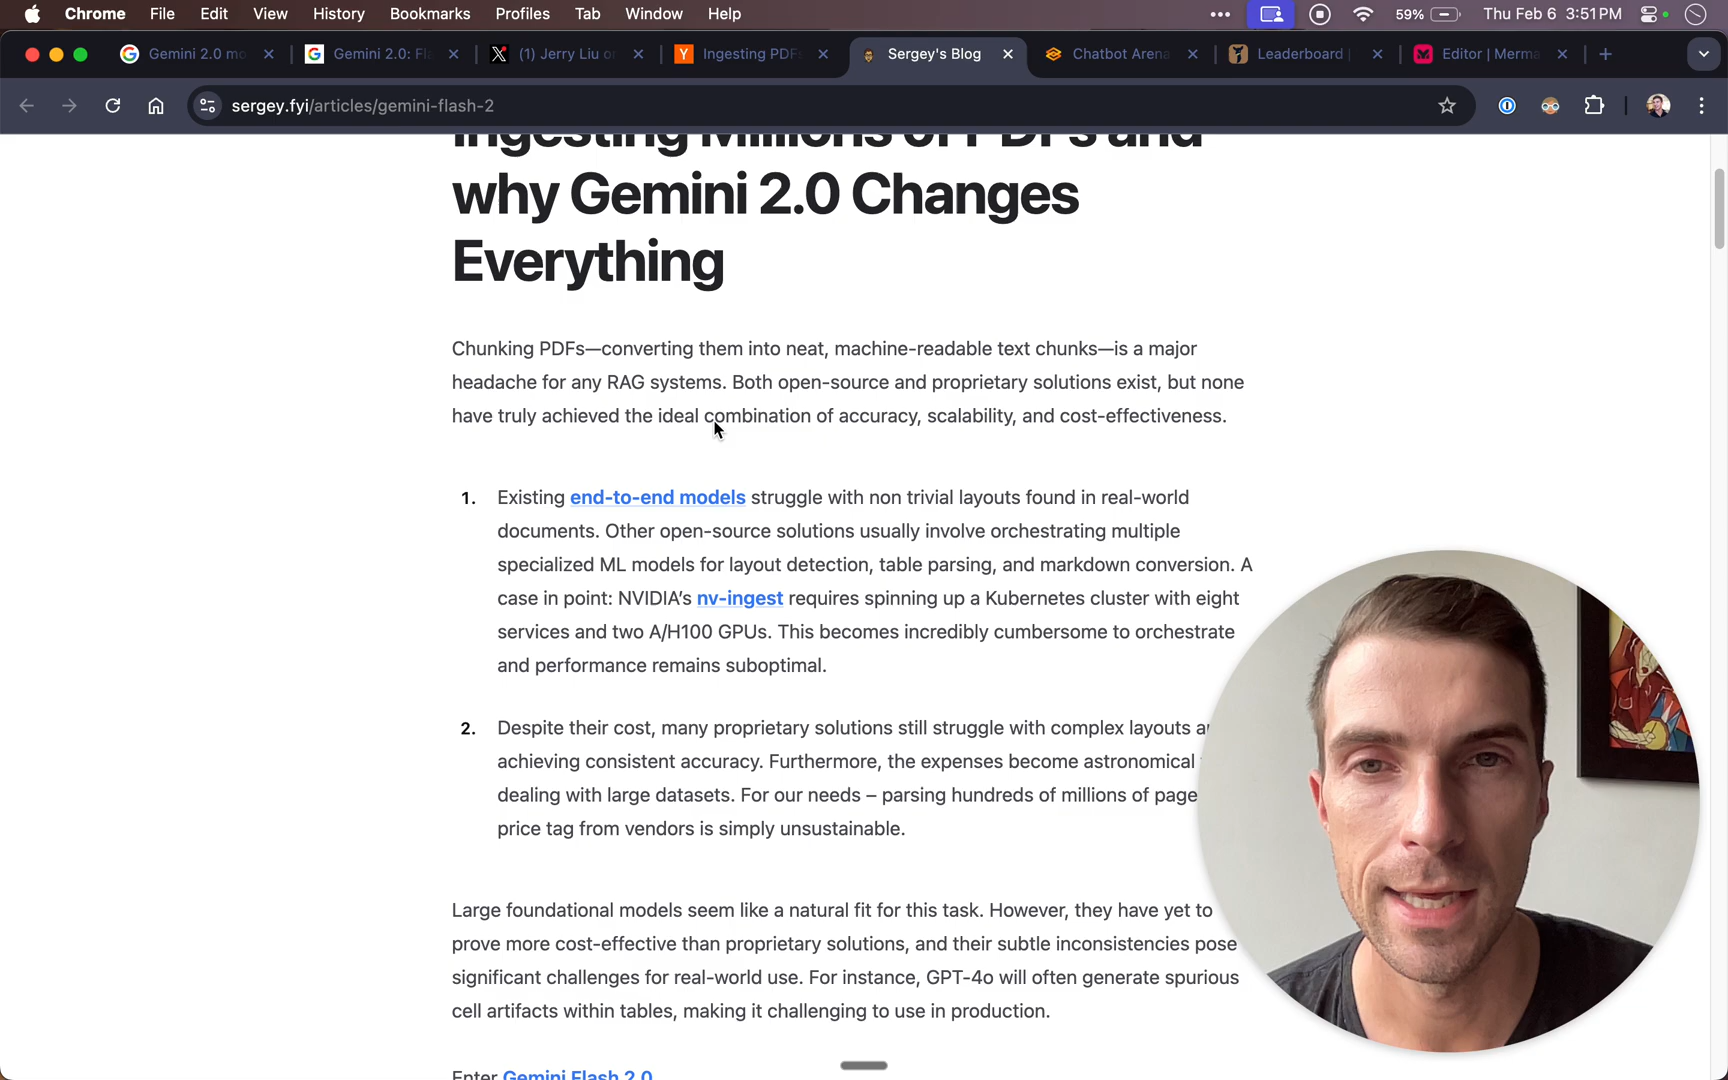 Chrome File Edit View History Bookmarks Profiles Tab Window Help 59% Thu Feb 6 3:51 PM
Gemini 2.0 mo Gemini 2.0: Fla (1) Jerry Liu on Ingesting PDFs Sergey's Blog Chatbot Arena Leaderboard | Editor | Merma
sergey.fyi/articles/gemini-flash-2
Ingesting Millions of PDFs and
why Gemini 2.0 Changes
Everything
Chunking PDFs—converting them into neat, machine-readable text chunks—is a major
headache for any RAG systems. Both open-source and proprietary solutions exist, but none
have truly achieved the ideal combination of accuracy, scalability, and cost-effectiveness.
1. Existing end-to-end models struggle with non trivial layouts found in real-world
documents. Other open-source solutions usually involve orchestrating multiple
specialized ML models for layout detection, table parsing, and markdown conversion. A
case in point: NVIDIA's nv-ingest requires spinning up a Kubernetes cluster with eight
services and two A/H100 GPUs. This becomes incredibly cumbersome to orchestrate
and performance remains suboptimal.
2. Despite their cost, many proprietary solutions still struggle with complex layouts
achieving consistent accuracy. Furthermore, the expenses become astronomical
dealing with large datasets. For our needs – parsing hundreds of millions of page
price tag from vendors is simply unsustainable.
Large foundational models seem like a natural fit for this task. However, they have yet to
prove more cost-effective than proprietary solutions, and their subtle inconsistencies pose
significant challenges for real-world use. For instance, GPT-4o will often generate spurious
cell artifacts within tables, making it challenging to use in production.
Enter Gemini Flash 2.0